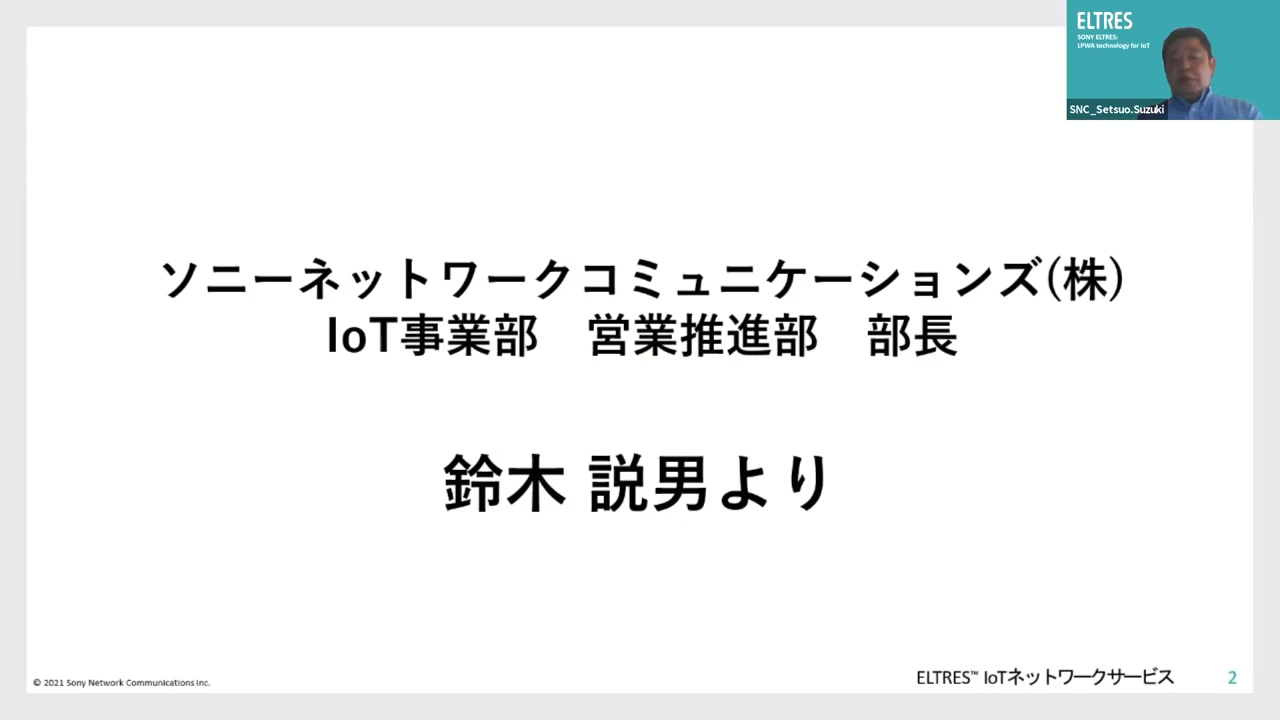 ELTRES
SONY ELTRES:
LPWA technology for IoT
SNC_Setsuo.Suzuki
ソニーネットワークコミュニケーションズ(株)
IoT事業部　営業推進部　部長
鈴木 説男より
© 2021 Sony Network Communications Inc.
ELTRES™ IoTネットワークサービス
2